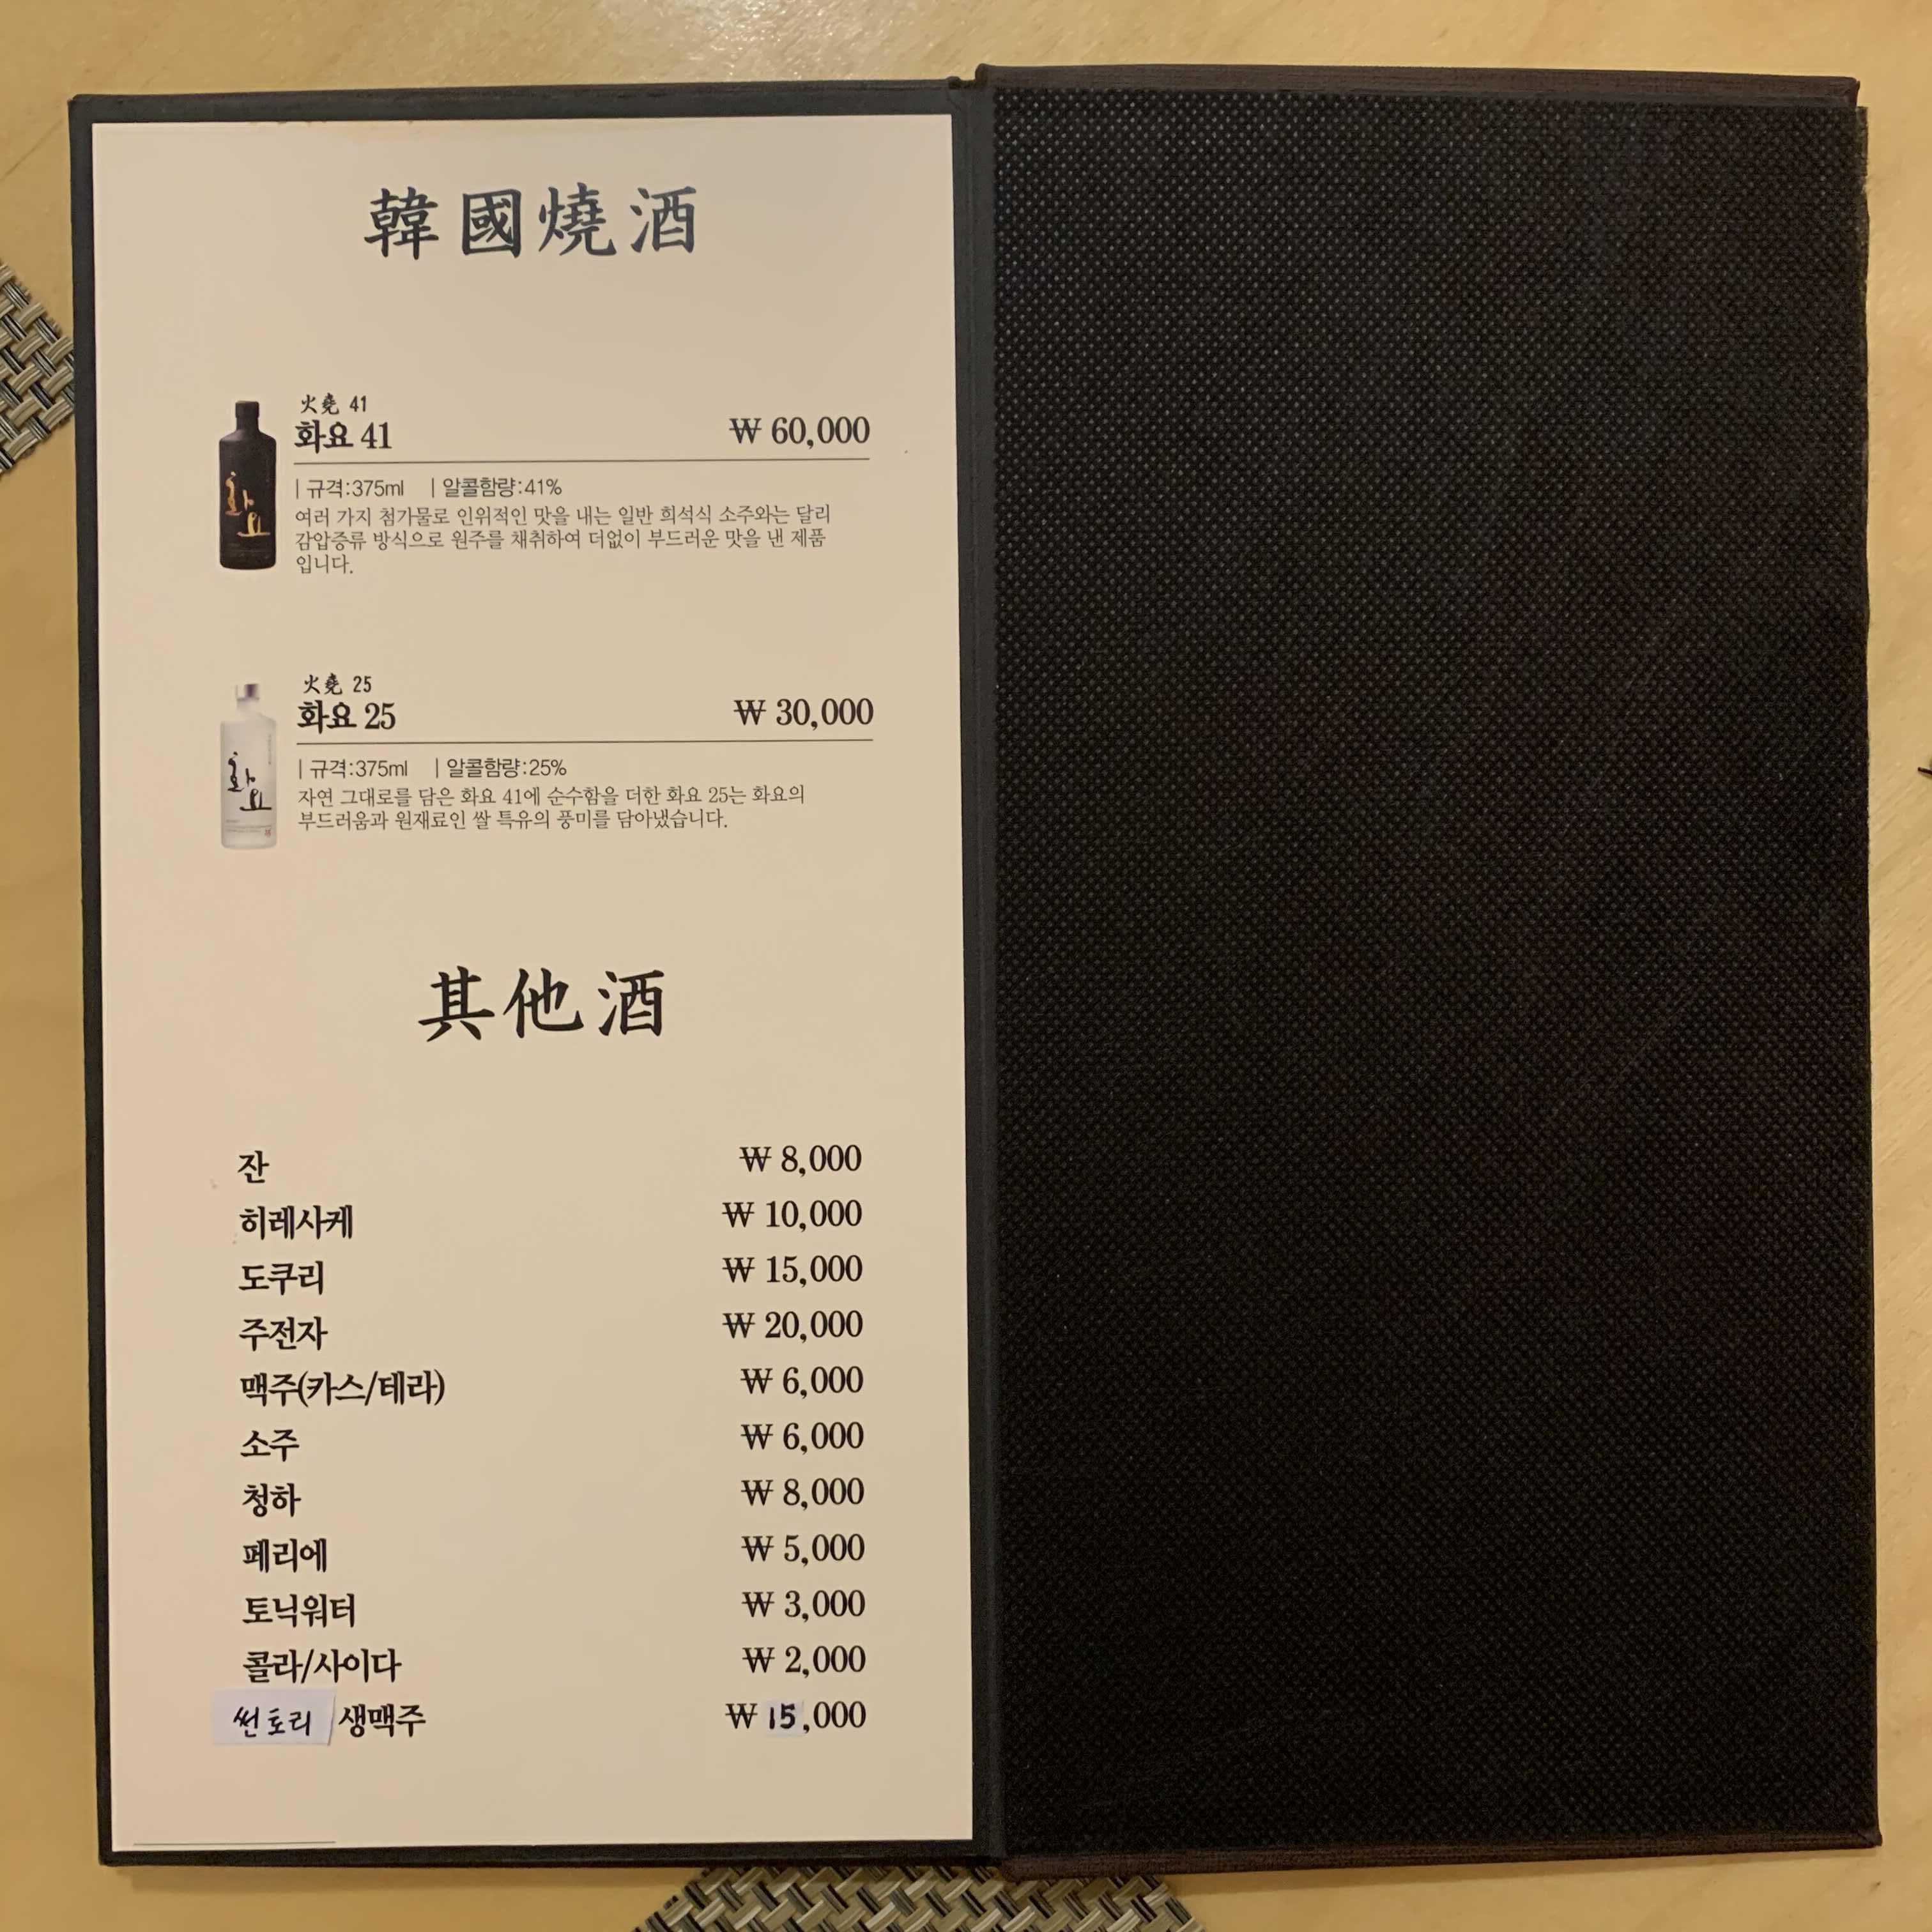 韓國燒酒
火堯 41
화요 41 ₩ 60,000
| 규격:375ml | 알콜함량:41%
여러 가지 첨가물로 인위적인 맛을 내는 일반 희석식 소주와는 달리
감압증류 방식으로 원주를 채취하여 더없이 부드러운 맛을 낸 제품
입니다.
화요
火堯 25
화요 25 ₩ 30,000
| 규격:375ml | 알콜함량:25%
자연 그대로를 담은 화요 41에 순수함을 더한 화요 25는 화요의
부드러움과 원재료인 쌀 특유의 풍미를 담아냈습니다.
화요
其他酒
잔 ₩ 8,000
히레사케 ₩ 10,000
도쿠리 ₩ 15,000
주전자 ₩ 20,000
맥주(카스/테라) ₩ 6,000
소주 ₩ 6,000
청하 ₩ 8,000
페리에 ₩ 5,000
토닉워터 ₩ 3,000
콜라/사이다 ₩ 2,000
썬토리 생맥주 ₩ 15,000